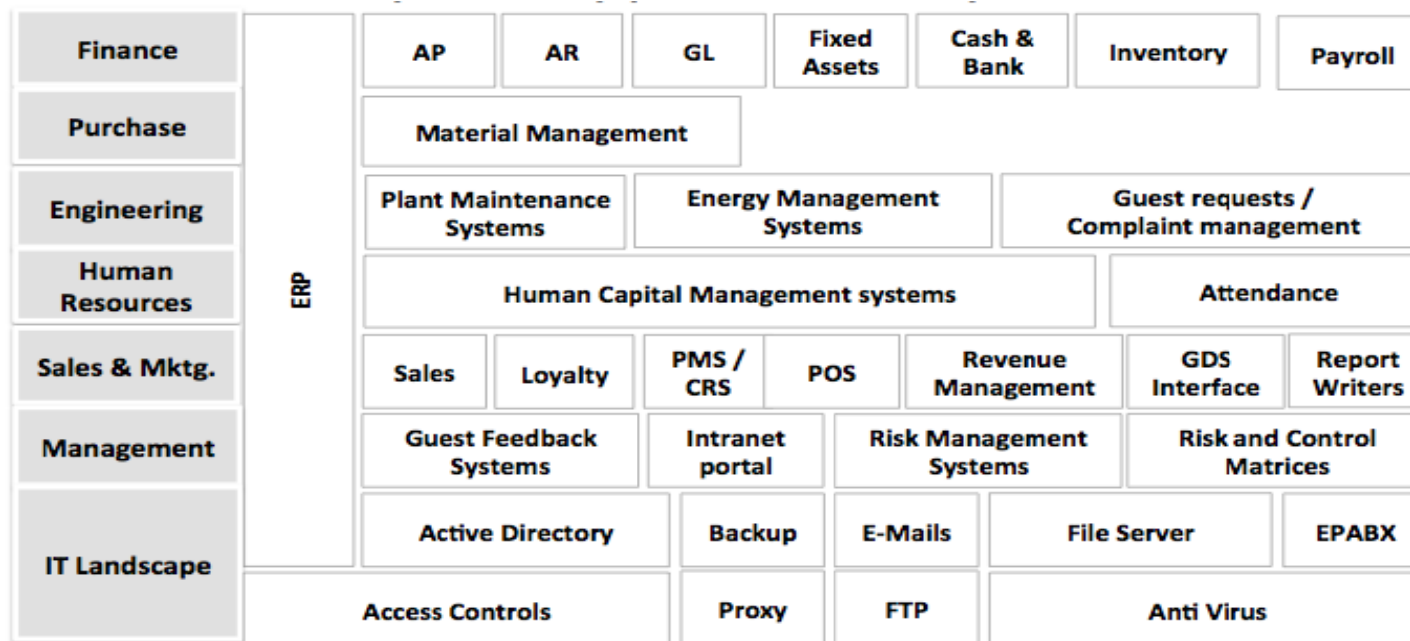 Finance
AP
AR
GL
Fixed
Assets
Cash &
Bank
Inventory
Payroll
Purchase
Material Management
Engineering
Plant Maintenance
Systems
Energy Management
Systems
Guest requests /
Complaint management
Human
Resources
ERP
Human Capital Management systems
Attendance
Sales & Mktg.
Sales
Loyalty
PMS /
CRS
POS
Revenue
Management
GDS
Interface
Report
Writers
Management
Guest Feedback
Systems
Intranet
portal
Risk Management
Systems
Risk and Control
Matrices
IT Landscape
Active Directory
Backup
E-Mails
File Server
EPABX
Access Controls
Proxy
FTP
Anti Virus